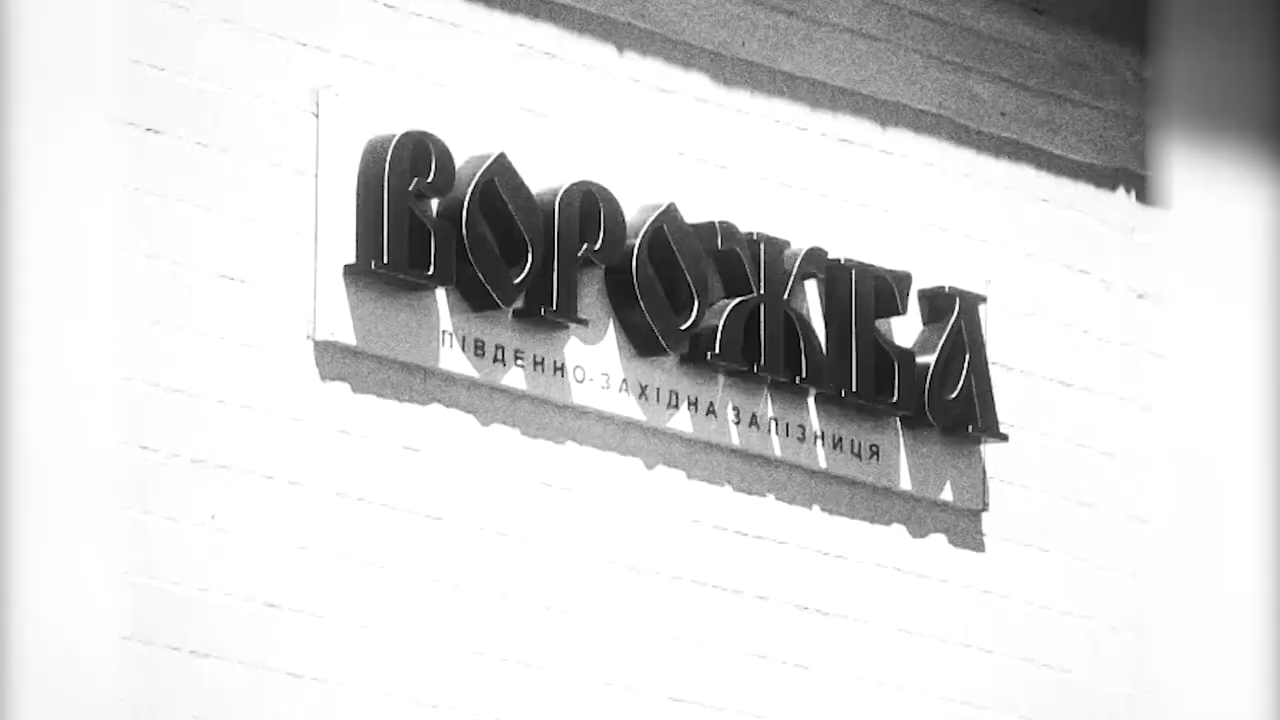 ВОРОЖБА
ПІВДЕННО-ЗАХІДНА ЗАЛІЗНИЦЯ